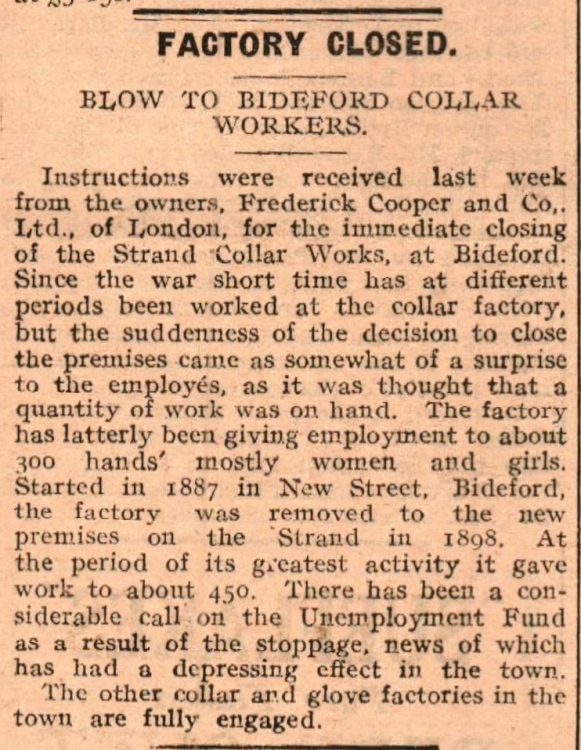 FACTORY CLOSED.
BLOW TO BIDEFORD COLLAR
WORKERS.
Instructions were received last week
from the owners, Frederick Cooper and Co,.
Ltd., of London, for the immediate closing
of the Strand Collar Works, at Bideford.
Since the war short time has at different
periods been worked at the collar factory,
but the suddenness of the decision to close
the premises came as somewhat of a surprise
to the employés, as it was thought that a
quantity of work was on hand. The factory
has latterly been giving employment to about
300 hands' mostly women and girls.
Started in 1887 in New Street, Bideford,
the factory was removed to the new
premises on the Strand in 1898. At
the period of its greatest activity it gave
work to about 450. There has been a con-
siderable call on the Unemployment Fund
as a result of the stoppage, news of which
has had a depressing effect in the town.
The other collar and glove factories in the
town are fully engaged.